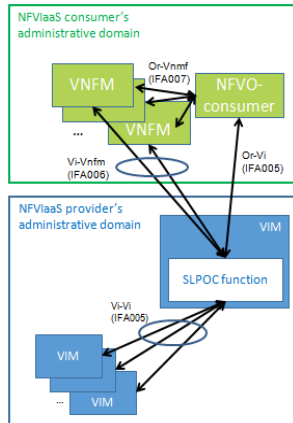 NFVIaaS consumer's
administrative domain
Or-Vnmf
(IFA007)
VNFM
NFVO-
consumer
...
VNFM
Vi-Vnfm
(IFA006)
Or-Vi
(IFA005)
NFVIaaS provider's
administrative domain
VIM
SLPOC function
Vi-Vi
(IFA005)
VIM
...
VIM